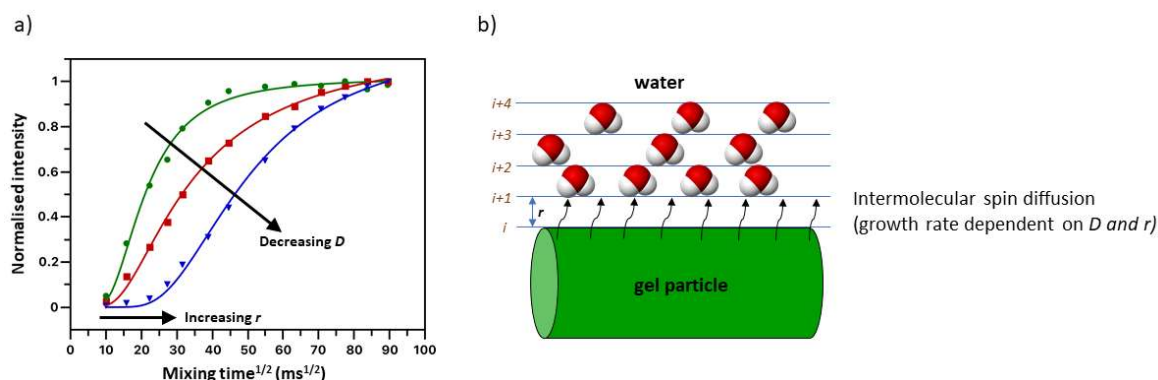 a)
Normalised intensity
1
0.8
0.6
0.4
0.2
0
Decreasing D
Increasing r
0 10 20 30 40 50 60 70 80 90 100
Mixing time1/2 (ms1/2)
b)
water
i+4
i+3
i+2
i+1
r
i
gel particle
Intermolecular spin diffusion
(growth rate dependent on D and r)